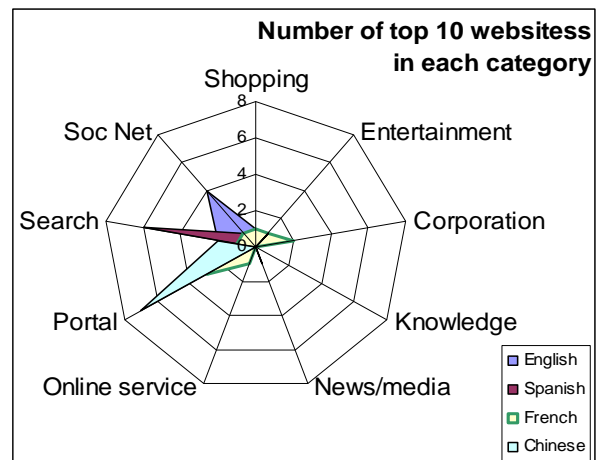 Number of top 10 websitess
in each category
Shopping
8
Soc Net
Entertainment
6
4
Search
Corporation
2
0
Portal
Knowledge
Online service
News/media
English
Spanish
French
Chinese